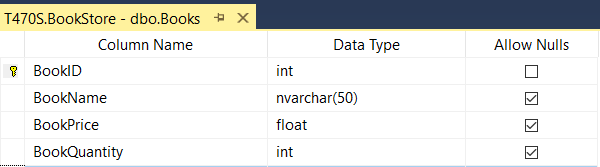 T470S.BookStore - dbo.Books
Column Name Data Type Allow Nulls
BookID int
BookName nvarchar(50)
BookPrice float
BookQuantity int